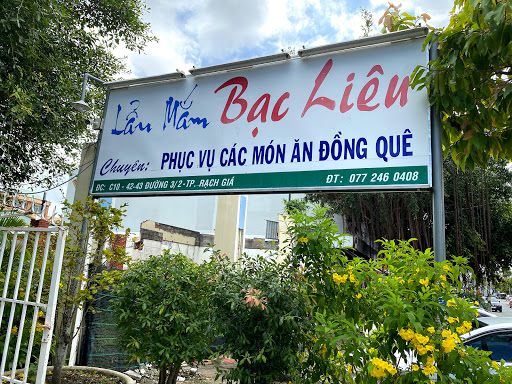 Lẩu Mắm Bạc Liêu
Chuyên: PHỤC VỤ CÁC MÓN ĂN ĐỒNG QUÊ
ĐC: C10 - 42-43 ĐƯỜNG 3/2-TP. RẠCH GIÁ ĐT: 077 246 0408